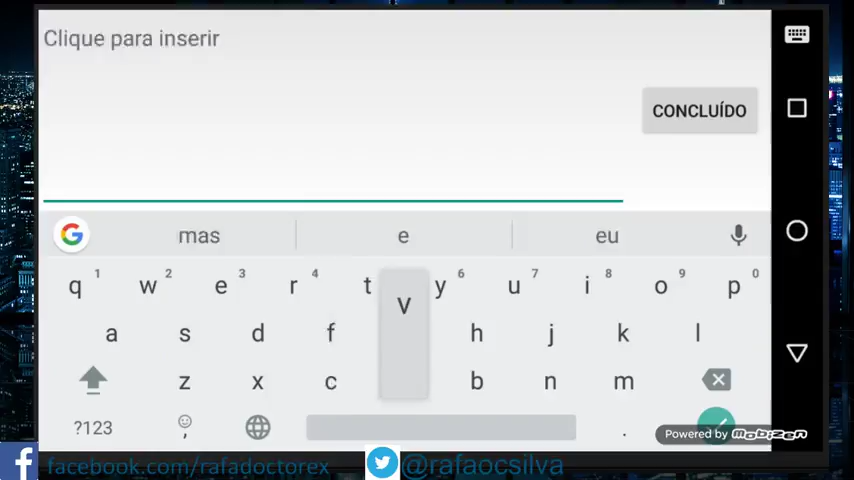 Clique para inserir
CONCLUÍDO
mas e eu
q 1 w 2 e 3 r 4 t y 6 u 7 i 8 o 9 p 0
a s d f v h j k l
z x c b n m
?123 , .
Powered by mobizen
facebook.com/rafadoctorex @rafaocsilva